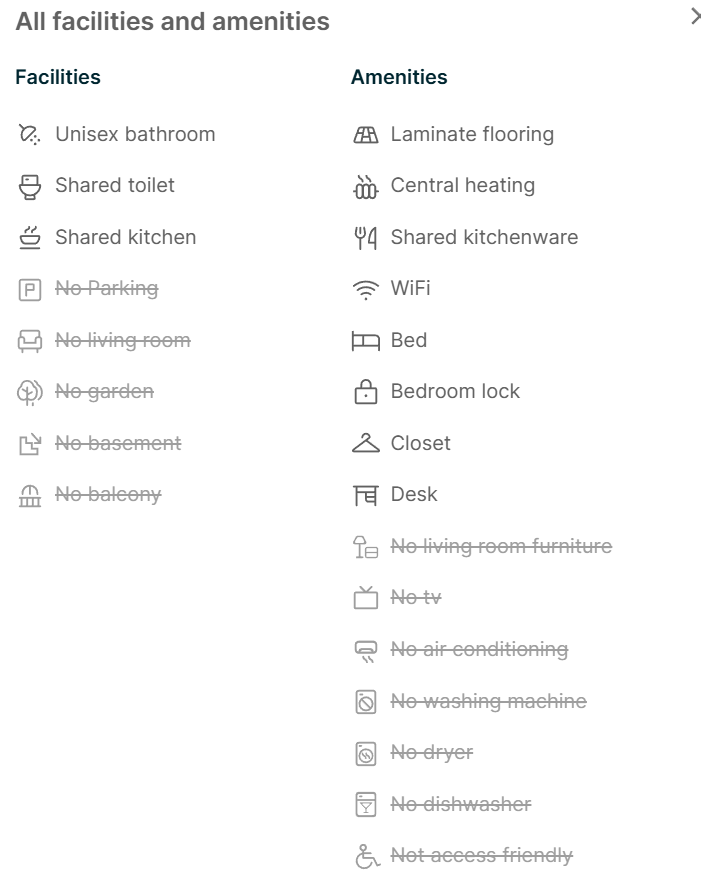 All facilities and amenities
Facilities
Unisex bathroom
Shared toilet
Shared kitchen
No Parking
No living room
No garden
No basement
No balcony
Amenities
Laminate flooring
Central heating
Shared kitchenware
WiFi
Bed
Bedroom lock
Closet
Desk
No living room furniture
No tv
No air conditioning
No washing machine
No dryer
No dishwasher
Not access friendly